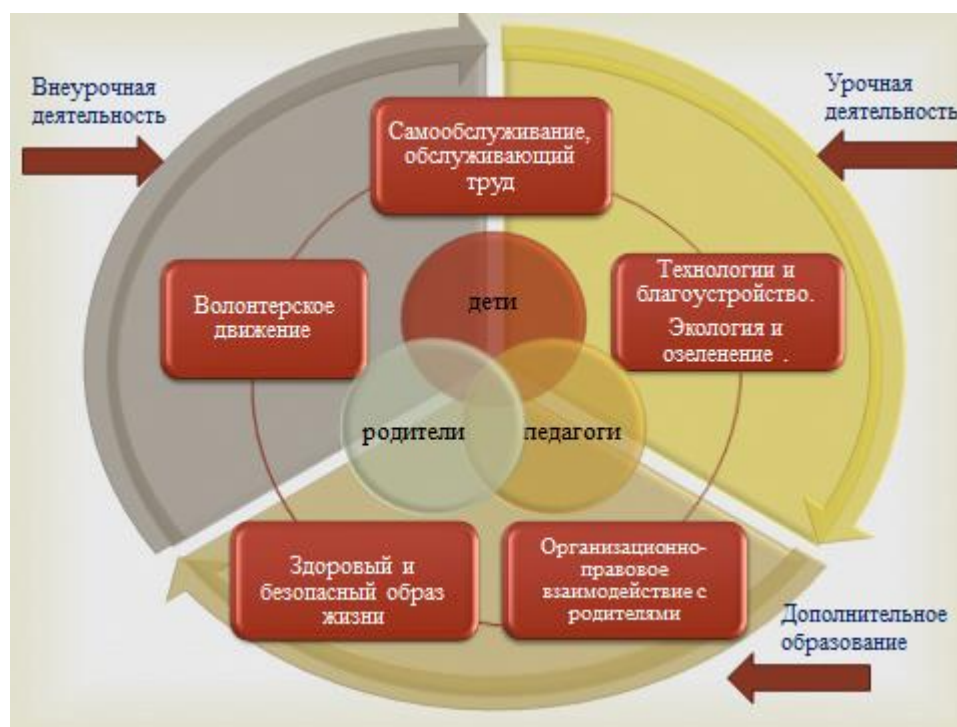 Внеурочная
деятельность
Урочная
деятельность
Самообслуживание,
обслуживающий
труд
Волонтерское
движение
Технологии и
благоустройство.
Экология и
озеленение .
дети
родители
педагоги
Здоровый и
безопасный образ
жизни
Организационно-
правовое
взаимодействие с
родителями
Дополнительное
образование